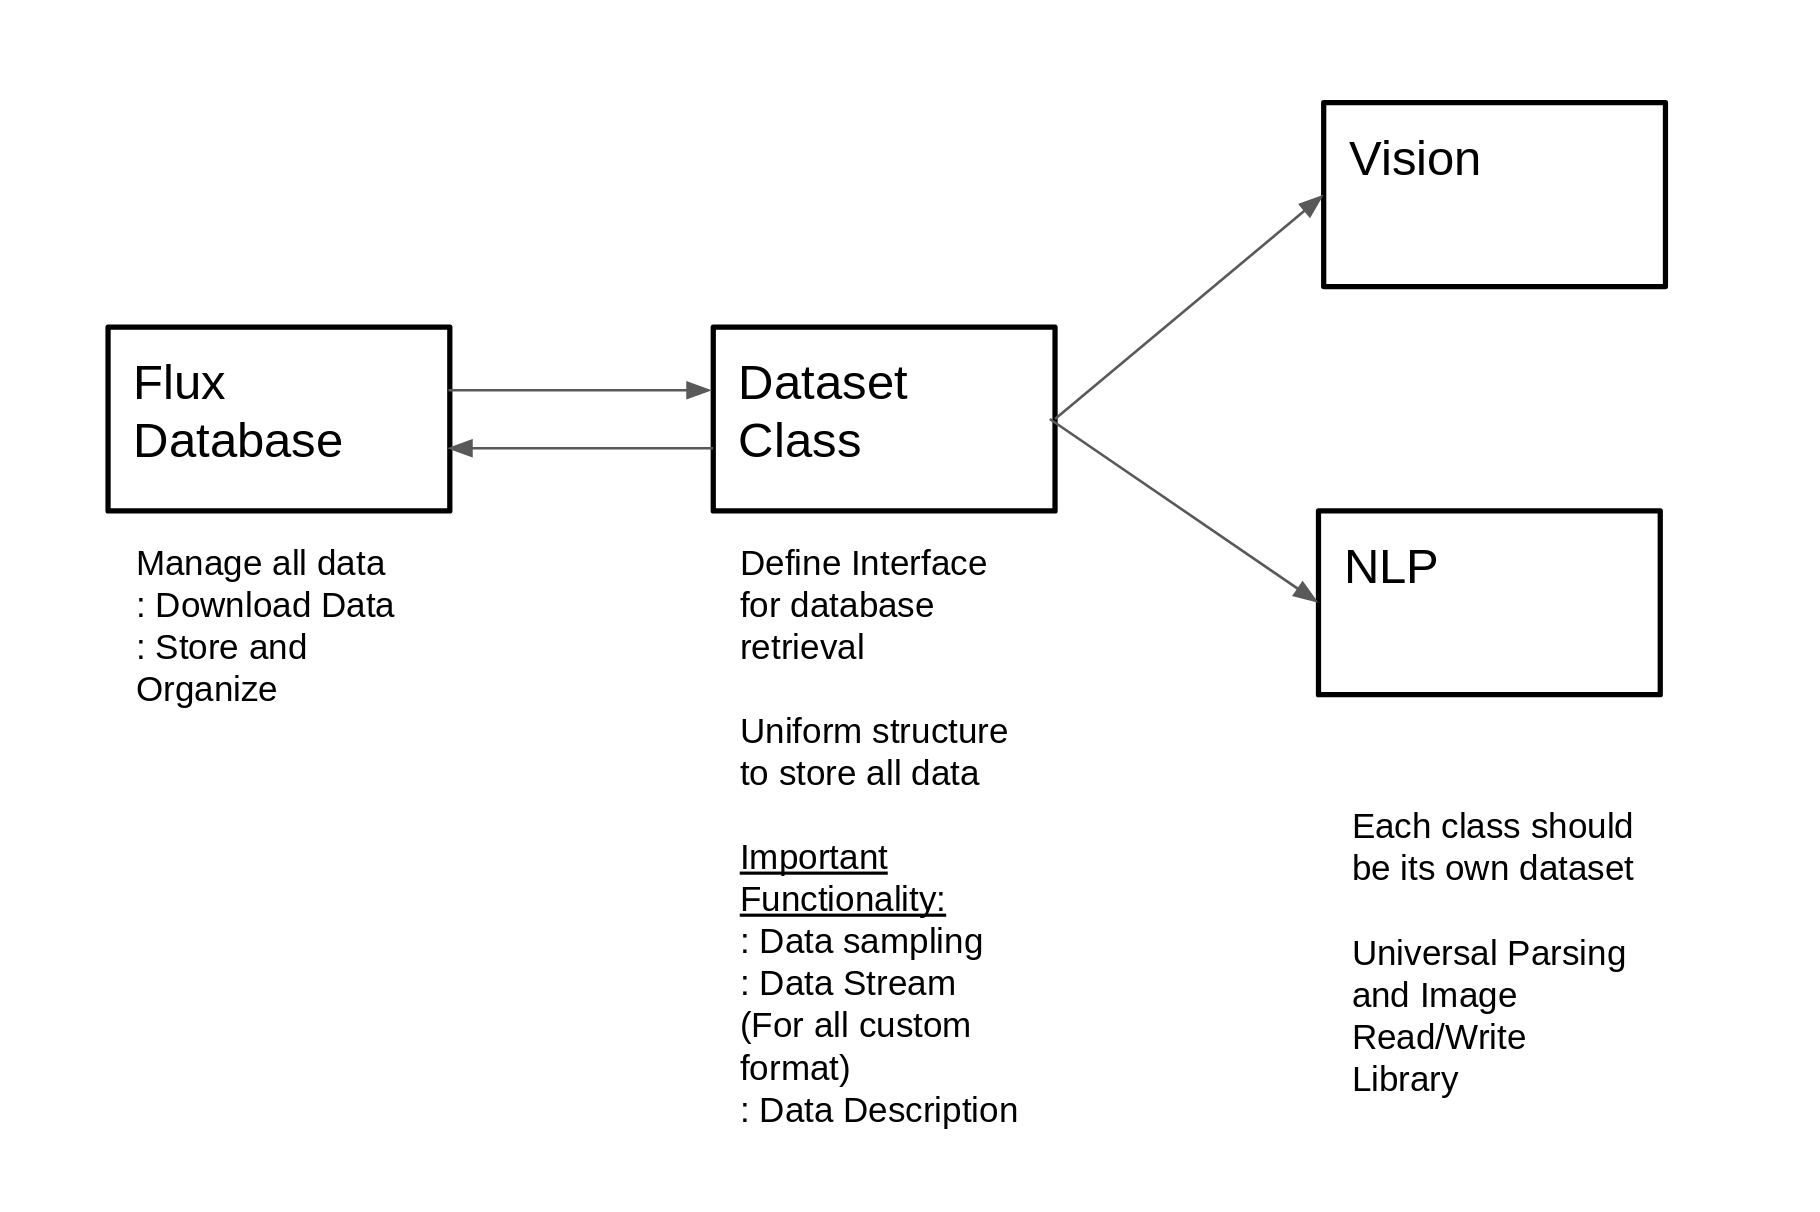 Vision
Flux
Database
Dataset
Class
NLP
Manage all data
: Download Data
: Store and
Organize
Define Interface
for database
retrieval
Uniform structure
to store all data
Important
Functionality:
: Data sampling
: Data Stream
(For all custom
format)
: Data Description
Each class should
be its own dataset
Universal Parsing
and Image
Read/Write
Library